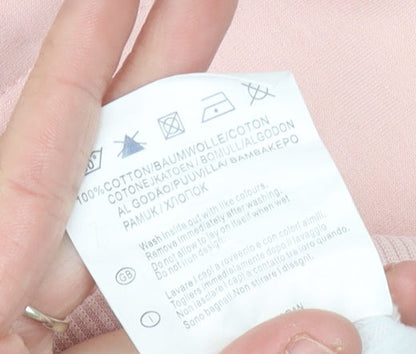 100% COTTON/BAUMWOLLE/COTON
COTONE/KATOEN/BOMULL/ALGODON
ALGODAO/PUUVILLA/BAMBAKEPO
PAMUK/ХЛОПОК
Wash inside out with like colours.
Remove immediately after washing.
Do not allow to lay on itself when wet
Do not iron design.
GB
Lavare i capi a rovescio e con colori simili.
Togliere immediatamente dopo il lavaggio
Non lasciare i capi a contatto tra loro quando
Sono bagnati. Non stirare i disegni.
I